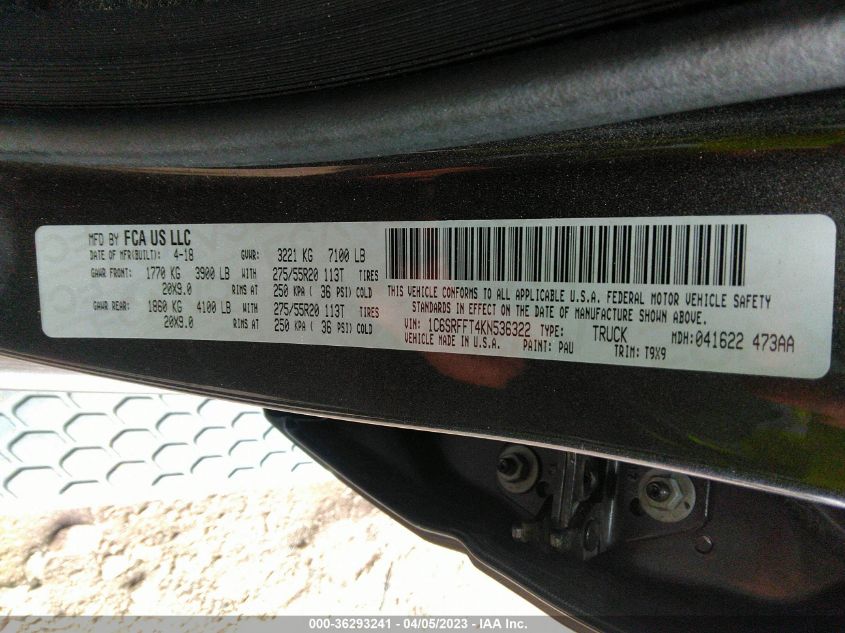 MFD BY FCA US LLC
DATE OF MFR(BUILT): 4-18 GVWR: 3221 KG 7100 LB
GAWR FRONT: 1770 KG 3900 LB WITH 275/55R20 113T TIRES
20X9.0 RIMS AT 250 KPA ( 36 PSI) COLD
GAWR REAR: 1860 KG 4100 LB WITH 275/55R20 113T TIRES
20X9.0 RIMS AT 250 KPA ( 36 PSI) COLD
THIS VEHICLE CONFORMS TO ALL APPLICABLE U.S.A. FEDERAL MOTOR VEHICLE SAFETY
STANDARDS IN EFFECT ON THE DATE OF MANUFACTURE SHOWN ABOVE.
VIN: 1C6SRFFT4KN536322 TYPE: TRUCK MDH: 041622 473AA
VEHICLE MADE IN U.S.A. PAINT: PAU TRIM: T9X9
000-36293241 - 04/05/2023 - IAA Inc.